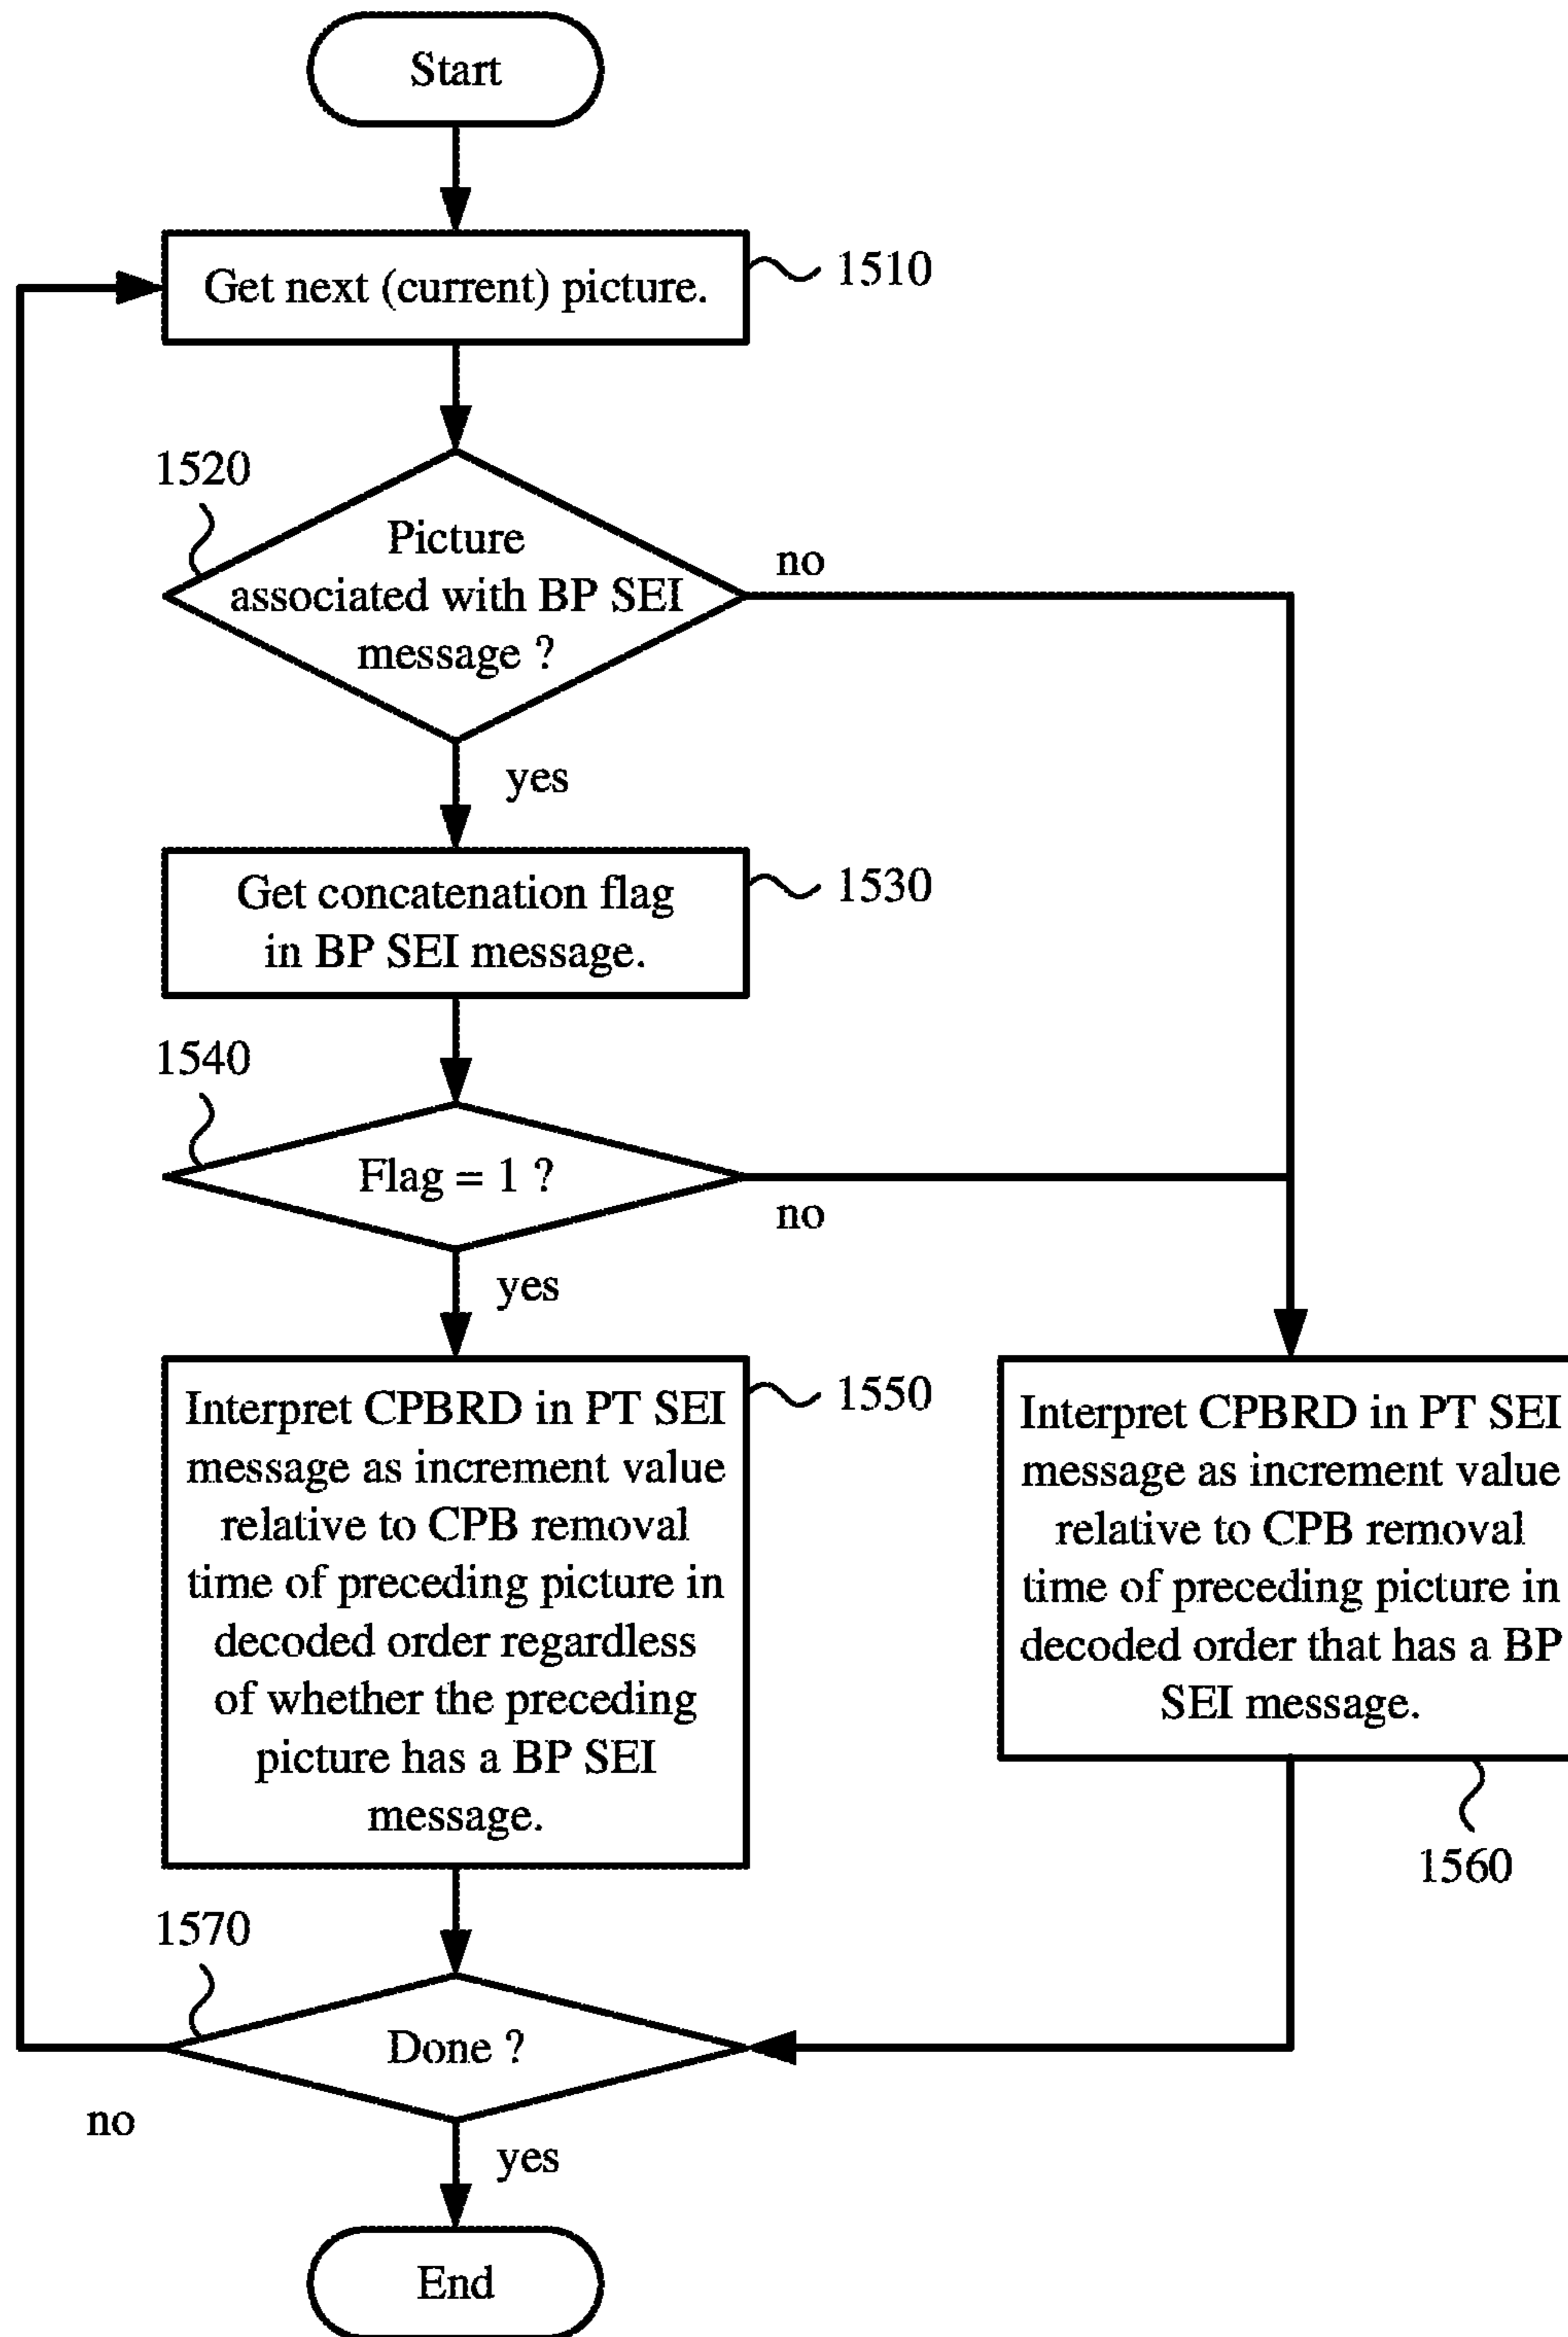 Start
Get next (current) picture.
1510
1520
Picture
associated with BP SEI
message ?
no
yes
Get concatenation flag
in BP SEI message.
1530
1540
Flag = 1 ?
no
yes
Interpret CPBRD in PT SEI
message as increment value
relative to CPB removal
time of preceding picture in
decoded order regardless
of whether the preceding
picture has a BP SEI
message.
1550
Interpret CPBRD in PT SEI
message as increment value
relative to CPB removal
time of preceding picture in
decoded order that has a BP
SEI message.
1560
1570
Done ?
no
yes
End